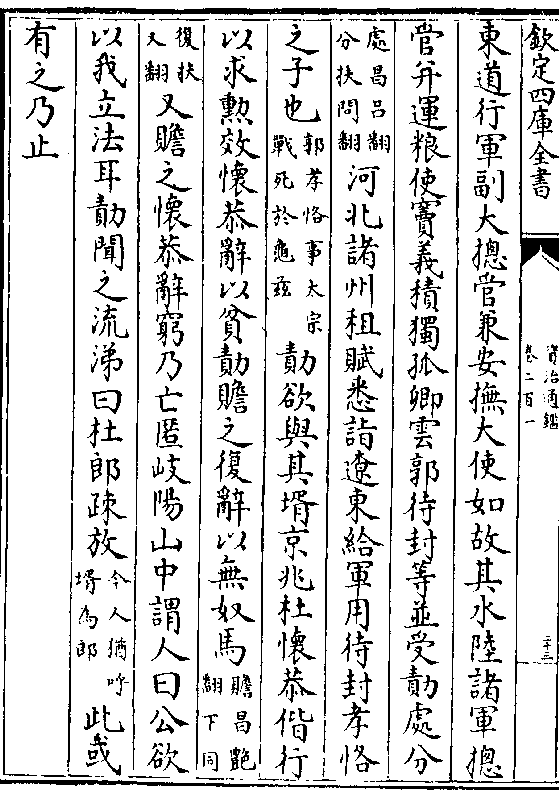 欽定四庫全書
資治通鑑
卷二百一
二十三
東道行軍副大總管兼安撫大使如故其水陸諸軍總
管并運粮使竇義積獨孤卿雲郭待封等並受勣處分
處昌呂翻
分扶問翻
河北諸州租賦悉詣遼東給軍用待封孝恪
之子也
郭孝恪事太宗
戰死於龜兹
勣欲與其壻京兆杜懷恭偕行
以求勲效懷恭辭以貧勣贍之復辭以無奴馬
贍昌艶
翻下同
復扶
又翻
又贍之懷恭辭窮乃亡匿岐陽山中謂人曰公欲
以我立法耳勣聞之流涕曰杜郎疎放
今人猶呼
壻為郎
此或
有之乃止